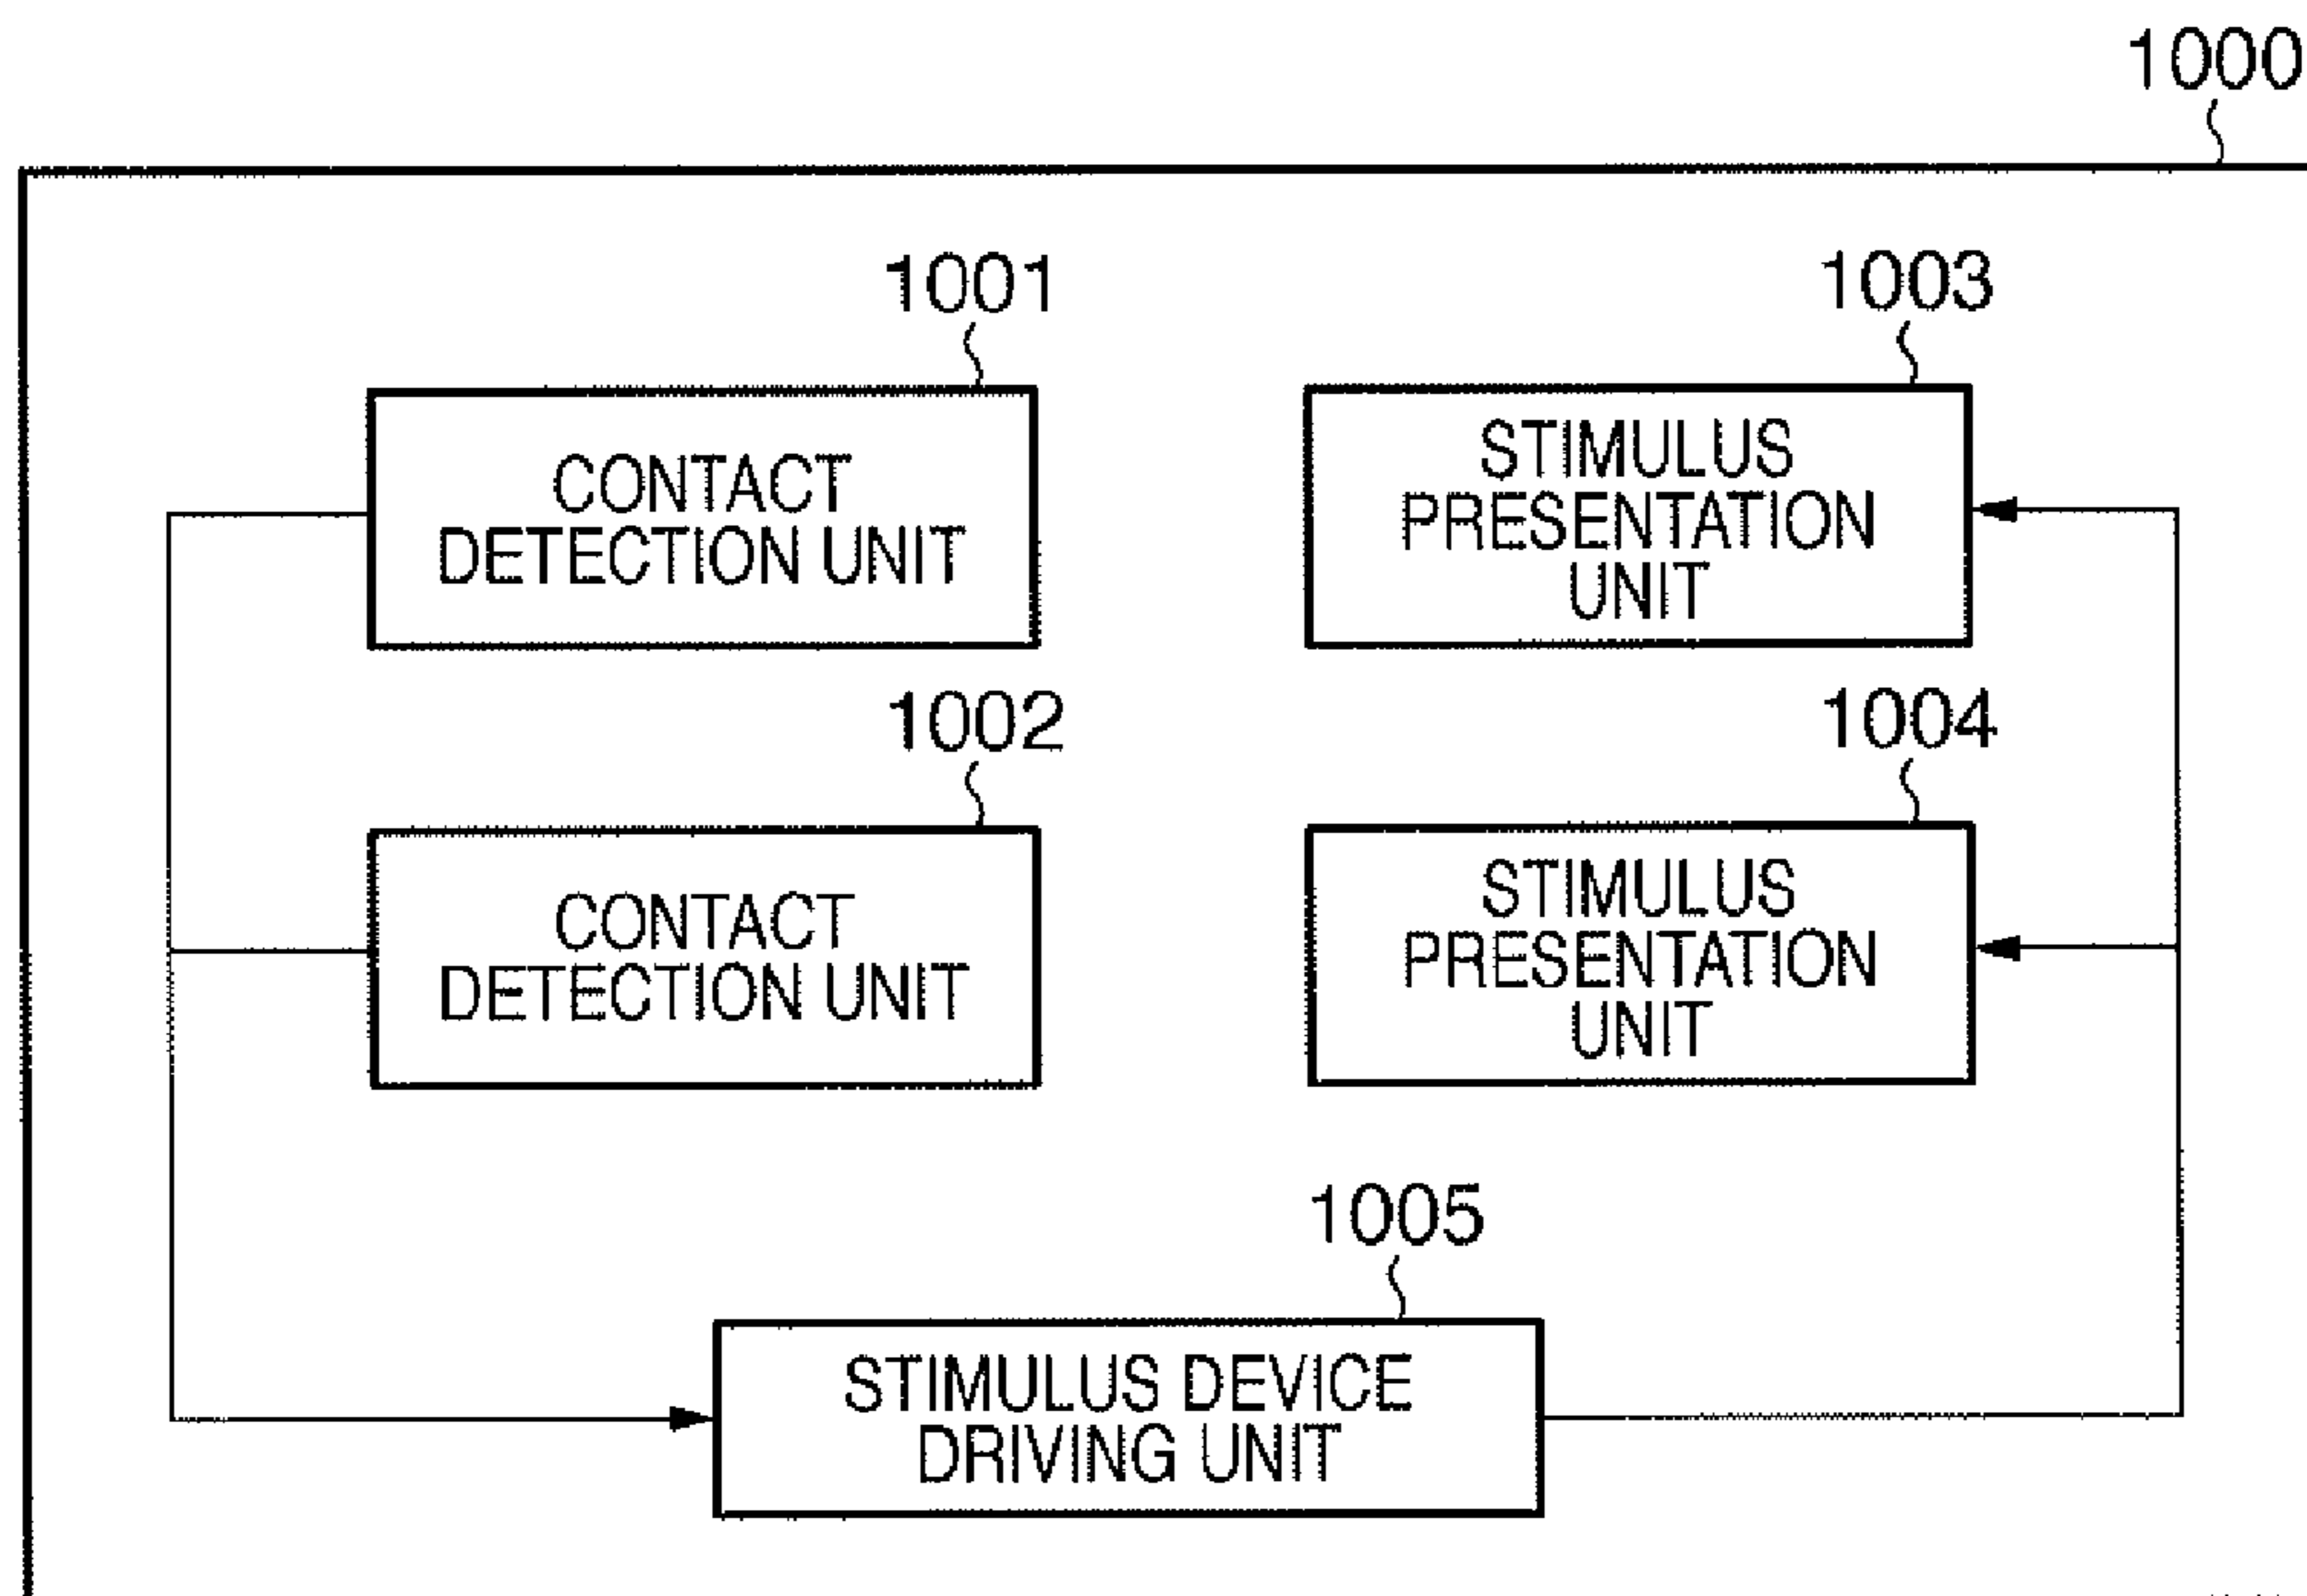 1000
1001
CONTACT
DETECTION UNIT
1003
STIMULUS
PRESENTATION
UNIT
1002
CONTACT
DETECTION UNIT
1004
STIMULUS
PRESENTATION
UNIT
1005
STIMULUS DEVICE
DRIVING UNIT